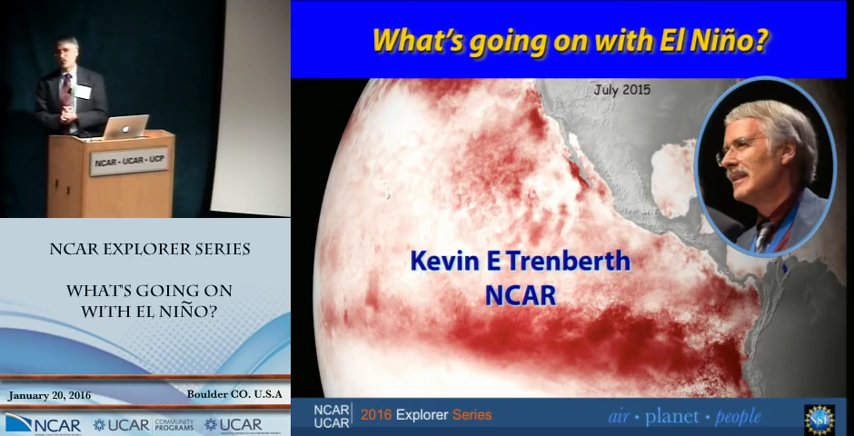 NCAR - UCAR - UCP
NCAR EXPLORER SERIES
WHAT'S GOING ON
WITH EL NIÑO?
January 20, 2016
Boulder CO. U.S.A
NCAR
UCAR
COMMUNITY
PROGRAMS
UCAR
What's going on with El Niño?
July 2015
Kevin E Trenberth
NCAR
NCAR
UCAR
2016 Explorer Series
air • planet • people
NSF